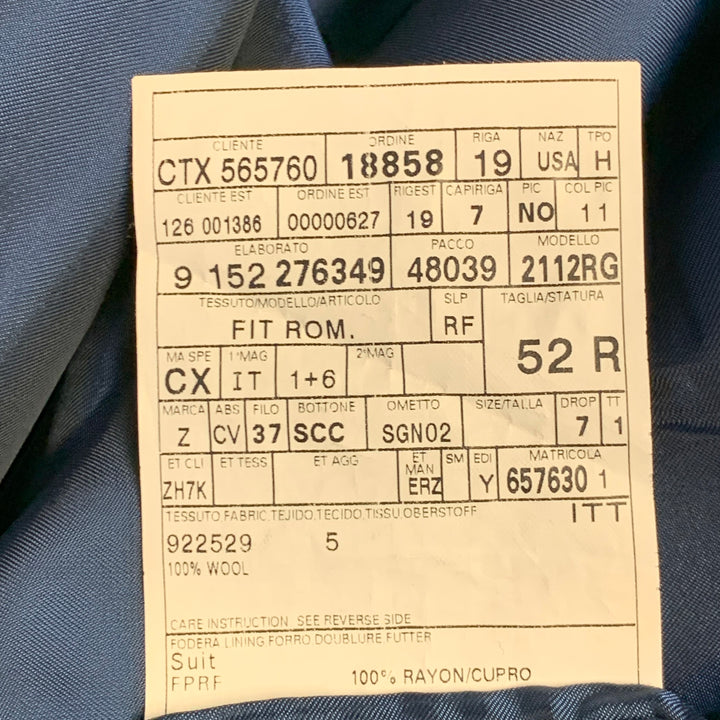 CLIENTE ORDINE RIGA NAZ TPO
CTX 565760 18858 19 USA H
CLIENTE EST ORDINE EST RIGEST CAPIRIGA PIC COL PIC
126 001386 00000627 19 7 NO 11
ELABORATO PACCO MODELLO
9 152 276349 48039 2112RG
TESSUTO/MODELLO/ARTICOLO SLP TAGLIA/STATURA
FIT ROM. RF 52 R
MA SPE 1°MAG 2°MAG
CX IT 1+6
MARCA ABS FILO BOTTONE OMETTO SIZE/TALLA DROP TT
Z CV 37 SCC SGN02 7 1
ET CLI ET TESS ET AGG ET MAN SM EDI MATRICOLA
ZH7K ERZ Y 657630 1
TESSUTO,FABRIC,TEJIDO,TECIDO,TISSU,OBERSTOFF ITT
922529 5
100% WOOL
CARE INSTRUCTION SEE REVERSE SIDE
FODERA LINING FORRO DOUBLURE FUTTER
Suit
FPRF 100% RAYON/CUPRO